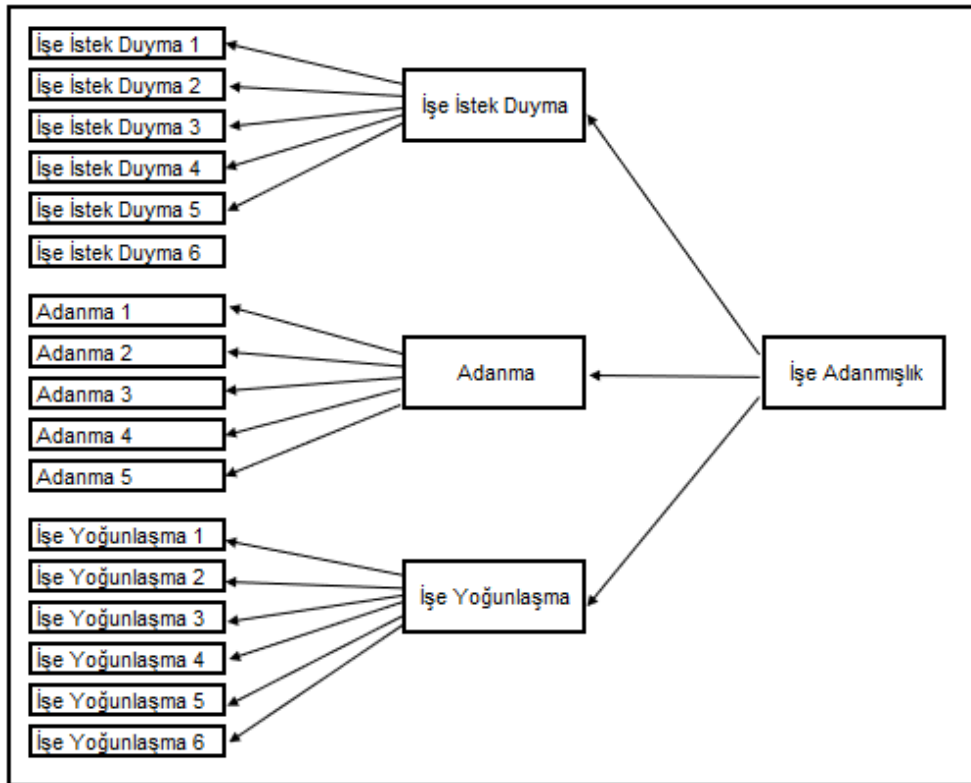 İşe İstek Duyma 1
İşe İstek Duyma 2
İşe İstek Duyma 3
İşe İstek Duyma 4
İşe İstek Duyma 5
İşe İstek Duyma 6
İşe İstek Duyma
Adanma 1
Adanma 2
Adanma 3
Adanma 4
Adanma 5
Adanma
İşe Adanmışlık
İşe Yoğunlaşma 1
İşe Yoğunlaşma 2
İşe Yoğunlaşma 3
İşe Yoğunlaşma 4
İşe Yoğunlaşma 5
İşe Yoğunlaşma 6
İşe Yoğunlaşma